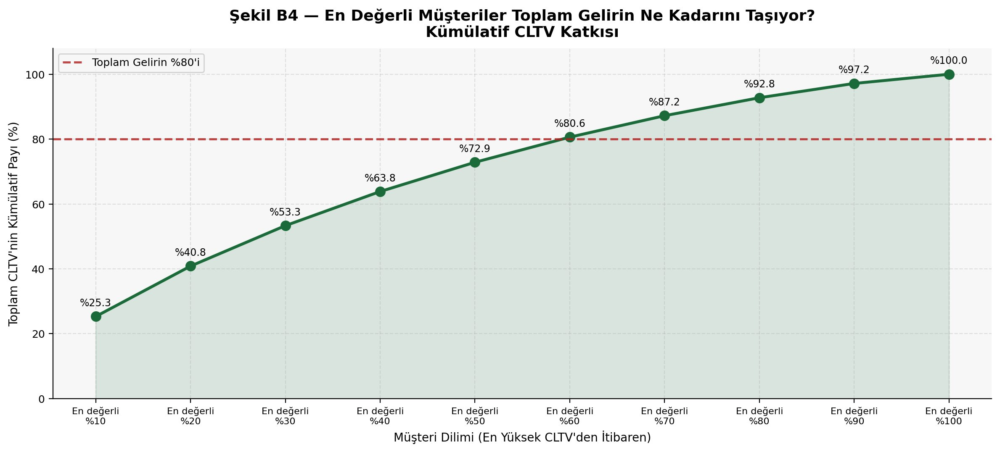 Şekil B4 — En Değerli Müşteriler Toplam Gelirin Ne Kadarını Taşıyor?
Kümülatif CLTV Katkısı
Toplam Gelirin %80'i
Toplam CLTV'nin Kümülatif Payı (%)
100
80
60
40
20
0
%25.3
%40.8
%53.3
%63.8
%72.9
%80.6
%87.2
%92.8
%97.2
%100.0
En değerli
%10
En değerli
%20
En değerli
%30
En değerli
%40
En değerli
%50
En değerli
%60
En değerli
%70
En değerli
%80
En değerli
%90
En değerli
%100
Müşteri Dilimi (En Yüksek CLTV'den İtibaren)